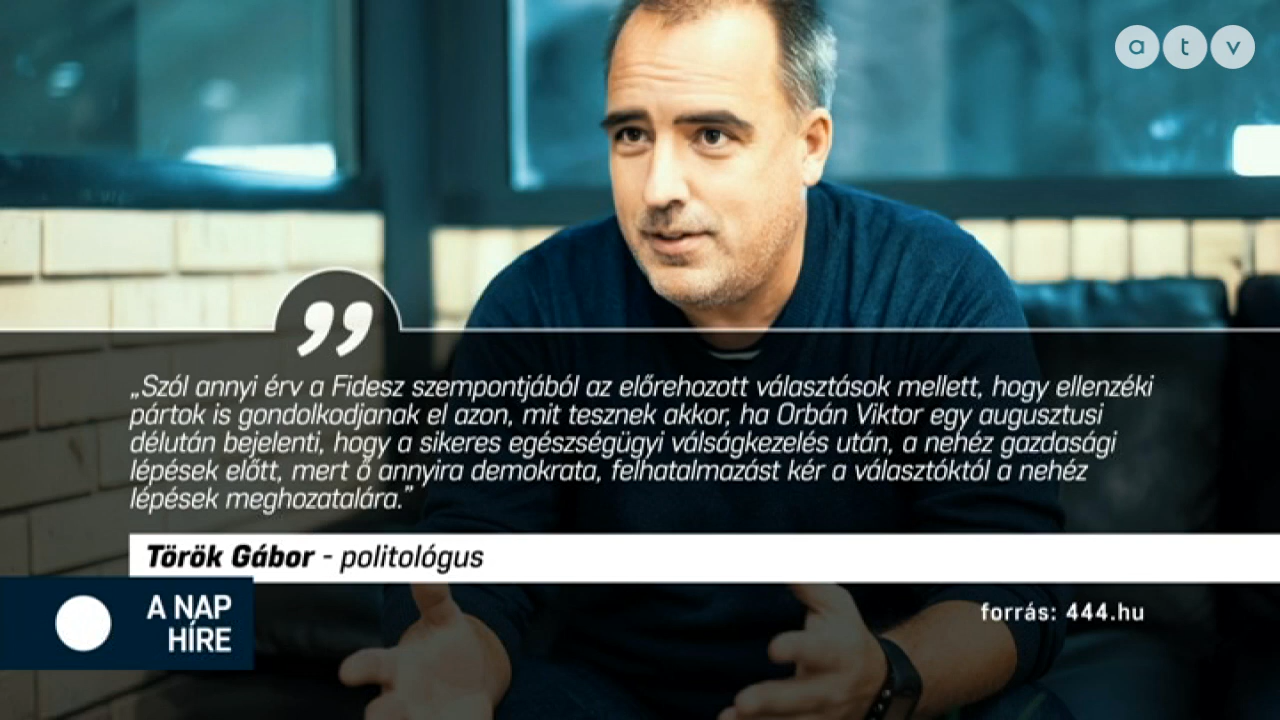 atv
„Szól annyi érv a Fidesz szempontjából az előrehozott választások mellett, hogy ellenzéki
pártok is gondolkodjanak el azon, mit tesznek akkor, ha Orbán Viktor egy augusztusi
délután bejelenti, hogy a sikeres egészségügyi válságkezelés után, a nehéz gazdasági
lépések előtt, mert ő annyira demokrata, felhatalmazást kér a választóktól a nehéz
lépések meghozatalára.”
Török Gábor - politológus
A NAP
HÍRE
forrás: 444.hu